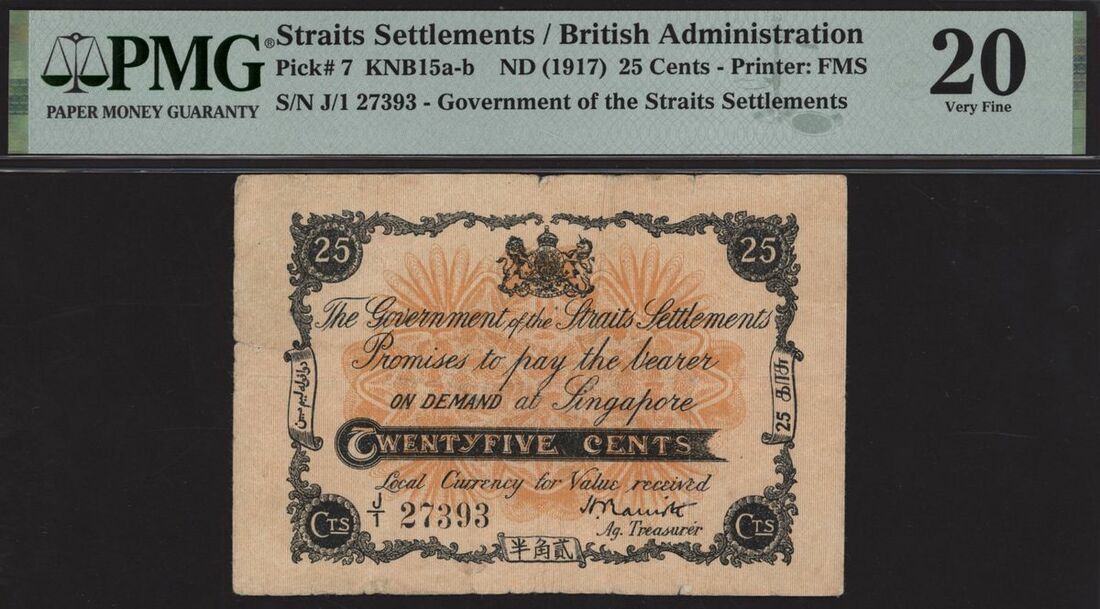 PMG® Straits Settlements / British Administration
Pick# 7 KNB15a-b ND (1917) 25 Cents - Printer: FMS
S/N J/1 27393 - Government of the Straits Settlements
PAPER MONEY GUARANTY
20
Very Fine
25 25
The Government of the Straits Settlements
Promises to pay the bearer
ON DEMAND at Singapore
TWENTYFIVE CENTS
Local Currency for Value received
J/1 27393
Ag. Treasurer
25 காசு
CTS CTS
半角貳